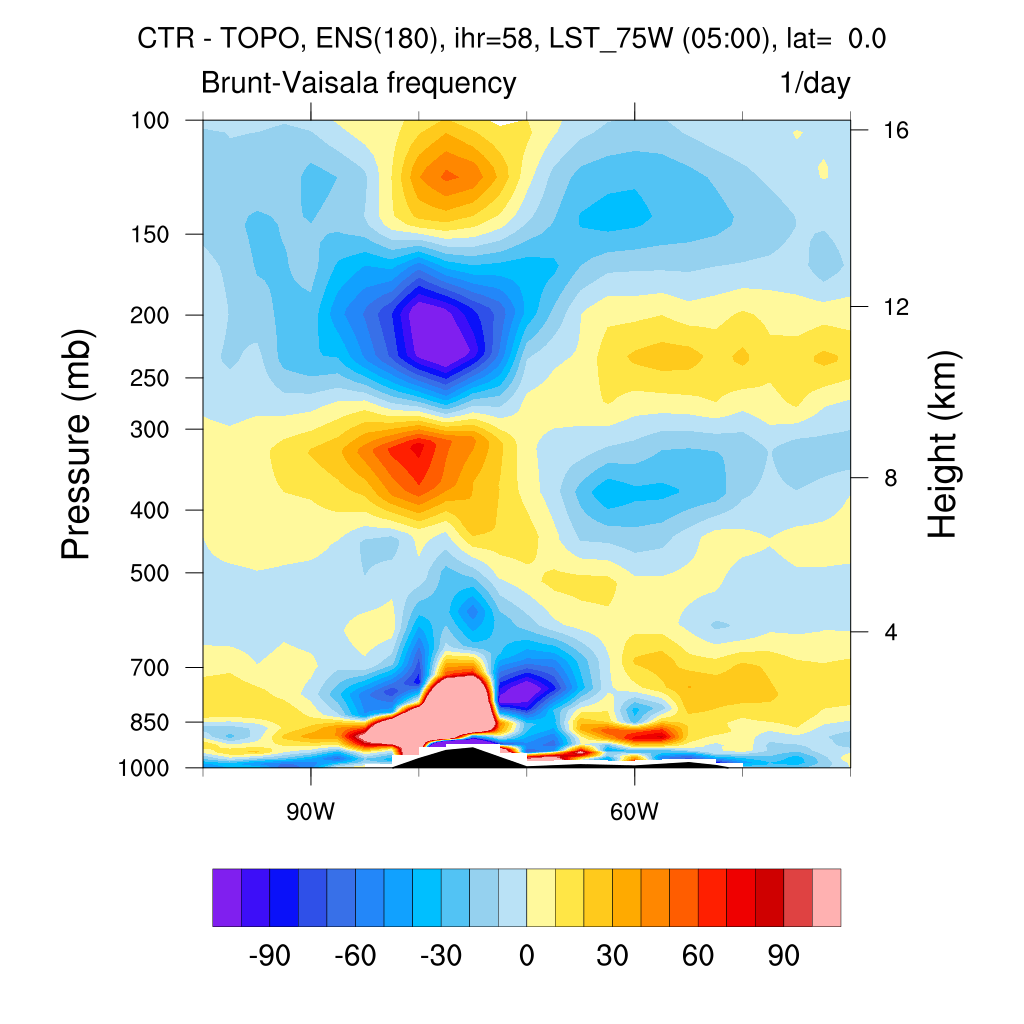 CTR - TOPO, ENS(180), ihr=58, LST_75W (05:00), lat=  0.0
Brunt-Vaisala frequency 1/day
100
150
200
250
300
400
500
700
850
1000
Pressure (mb)
16
12
8
4
Height (km)
90W 60W
-90 -60 -30 0 30 60 90